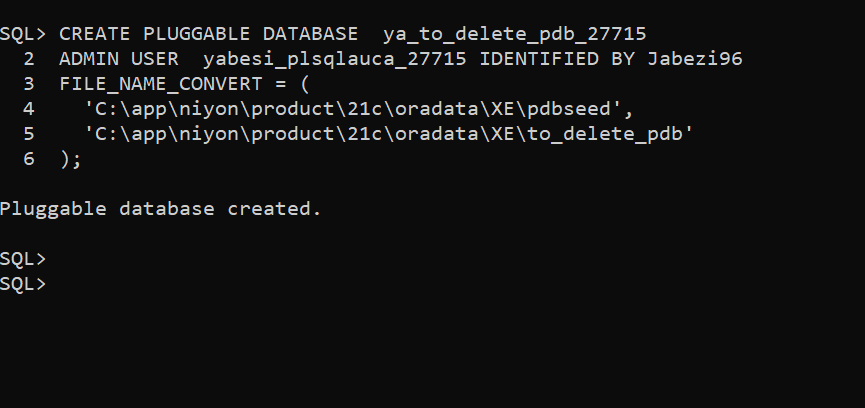 SQL> CREATE PLUGGABLE DATABASE  ya_to_delete_pdb_27715
  2  ADMIN USER  yabesi_plsqlauca_27715 IDENTIFIED BY Jabezi96
  3  FILE_NAME_CONVERT = (
  4    'C:\app\niyon\product\21c\oradata\XE\pdbseed',
  5    'C:\app\niyon\product\21c\oradata\XE\to_delete_pdb'
  6  );
Pluggable database created.
SQL>
SQL>